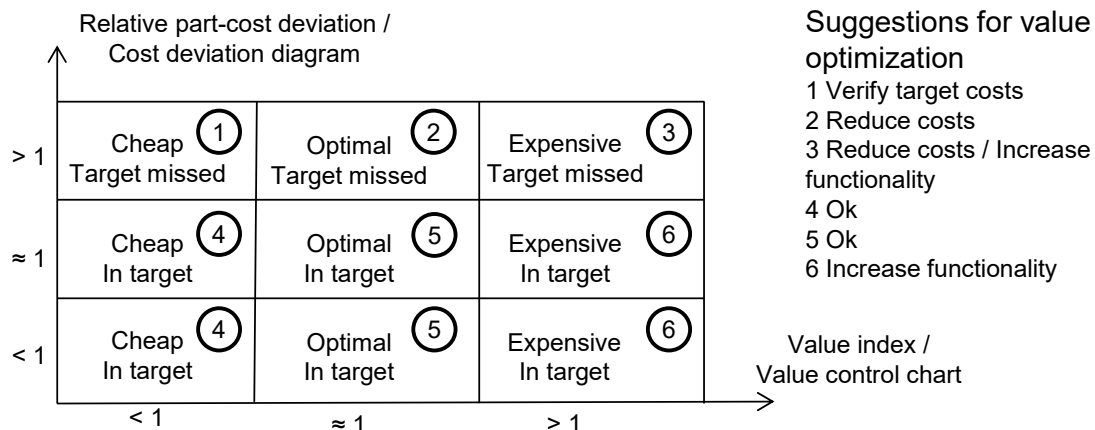 Relative part-cost deviation /
Cost deviation diagram
Suggestions for value
optimization
1 Verify target costs
2 Reduce costs
3 Reduce costs / Increase
functionality
4 Ok
5 Ok
6 Increase functionality
> 1
Cheap 1
Target missed
Optimal 2
Target missed
Expensive 3
Target missed
≈ 1
Cheap 4
In target
Optimal 5
In target
Expensive 6
In target
< 1
Cheap 4
In target
Optimal 5
In target
Expensive 6
In target
Value index /
Value control chart
< 1
≈ 1
> 1